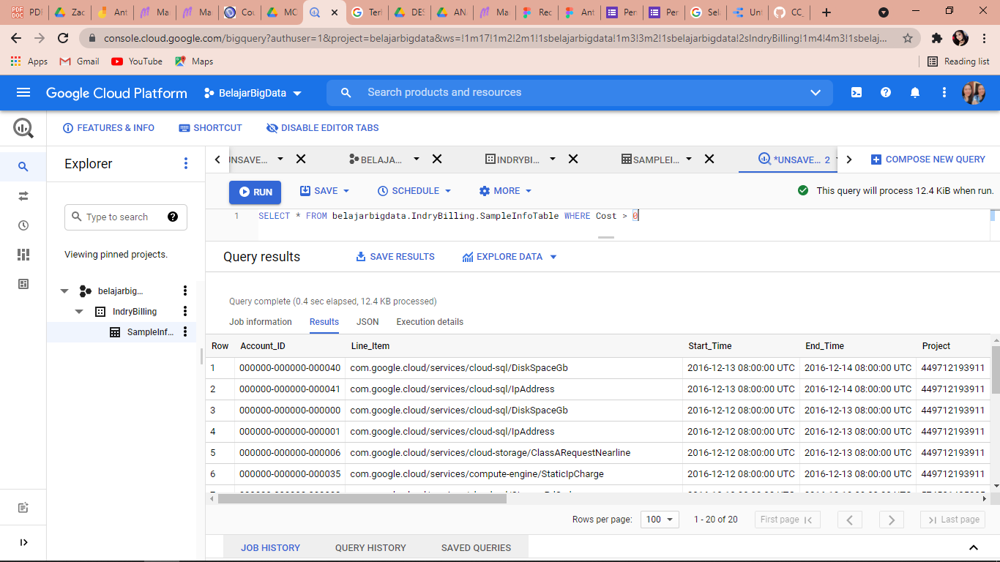 PDF Zac Ant Ma Ma Cou MC Terl DES AN Ma Rec Ant Per Per Sela Unt CC_
console.cloud.google.com/bigquery?authuser=1&project=belajarbigdata&ws=!1m17!1m2!2m1!1sbelajarbigdata!1m3!3m2!1sbelajarbigdata!2sIndryBilling!1m4!4m3!1sbelaj...
Apps Gmail YouTube Maps Reading list
Google Cloud Platform BelajarBigData Search products and resources
FEATURES & INFO SHORTCUT DISABLE EDITOR TABS
Explorer
UNSAVE... BELAJA... INDRYBI... SAMPLEI... *UNSAVE... 2 COMPOSE NEW QUERY
RUN SAVE SCHEDULE MORE This query will process 12.4 KiB when run.
Type to search
1 SELECT * FROM belajarbigdata.IndryBilling.SampleInfoTable WHERE Cost > 0
Viewing pinned projects.
belajarbig...
IndryBilling
SampleInf...
Query results SAVE RESULTS EXPLORE DATA
Query complete (0.4 sec elapsed, 12.4 KB processed)
Job information Results JSON Execution details
Row Account_ID Line_Item Start_Time End_Time Project
1 000000-000000-000040 com.google.cloud/services/cloud-sql/DiskSpaceGb 2016-12-13 08:00:00 UTC 2016-12-14 08:00:00 UTC 449712193911
2 000000-000000-000041 com.google.cloud/services/cloud-sql/IpAddress 2016-12-13 08:00:00 UTC 2016-12-14 08:00:00 UTC 449712193911
3 000000-000000-000000 com.google.cloud/services/cloud-sql/DiskSpaceGb 2016-12-12 08:00:00 UTC 2016-12-13 08:00:00 UTC 449712193911
4 000000-000000-000001 com.google.cloud/services/cloud-sql/IpAddress 2016-12-12 08:00:00 UTC 2016-12-13 08:00:00 UTC 449712193911
5 000000-000000-000006 com.google.cloud/services/cloud-storage/ClassARequestNearline 2016-12-12 08:00:00 UTC 2016-12-13 08:00:00 UTC 449712193911
6 000000-000000-000035 com.google.cloud/services/compute-engine/StaticIpCharge 2016-12-12 08:00:00 UTC 2016-12-13 08:00:00 UTC 449712193911
Rows per page: 100 1 - 20 of 20 First page Last page
JOB HISTORY QUERY HISTORY SAVED QUERIES